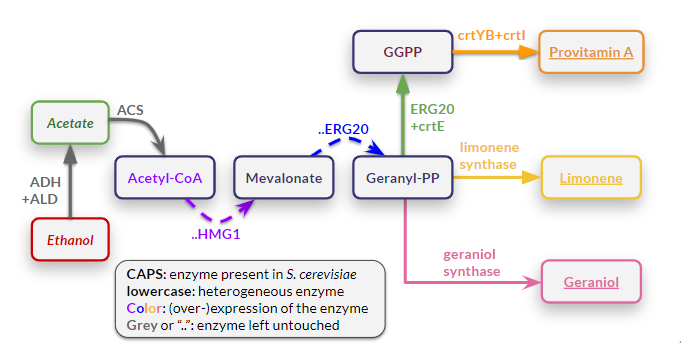 crtYB+crtI
GGPP
Provitamin A
Acetate
ACS
..ERG20
ERG20
+crtE
limonene
synthase
ADH
+ALD
Acetyl-CoA
Mevalonate
Geranyl-PP
Limonene
..HMG1
Ethanol
geraniol
synthase
Geraniol
CAPS: enzyme present in S. cerevisiae
lowercase: heterogeneous enzyme
Color: (over-)expression of the enzyme
Grey or “..”: enzyme left untouched